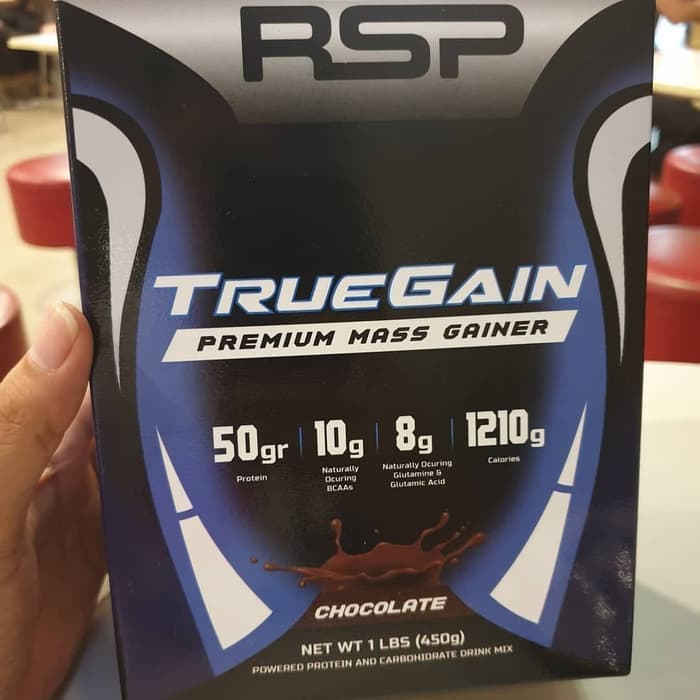 RSP
TRUEGAIN
PREMIUM MASS GAINER
50gr
Protein
10g
Naturally
Ocuring
BCAAs
8g
Naturally Ocuring
Glutamine &
Glutamic Acid
1210g
Calories
CHOCOLATE
NET WT 1 LBS (450g)
POWERED PROTEIN AND CARBOHIDRATE DRINK MIX